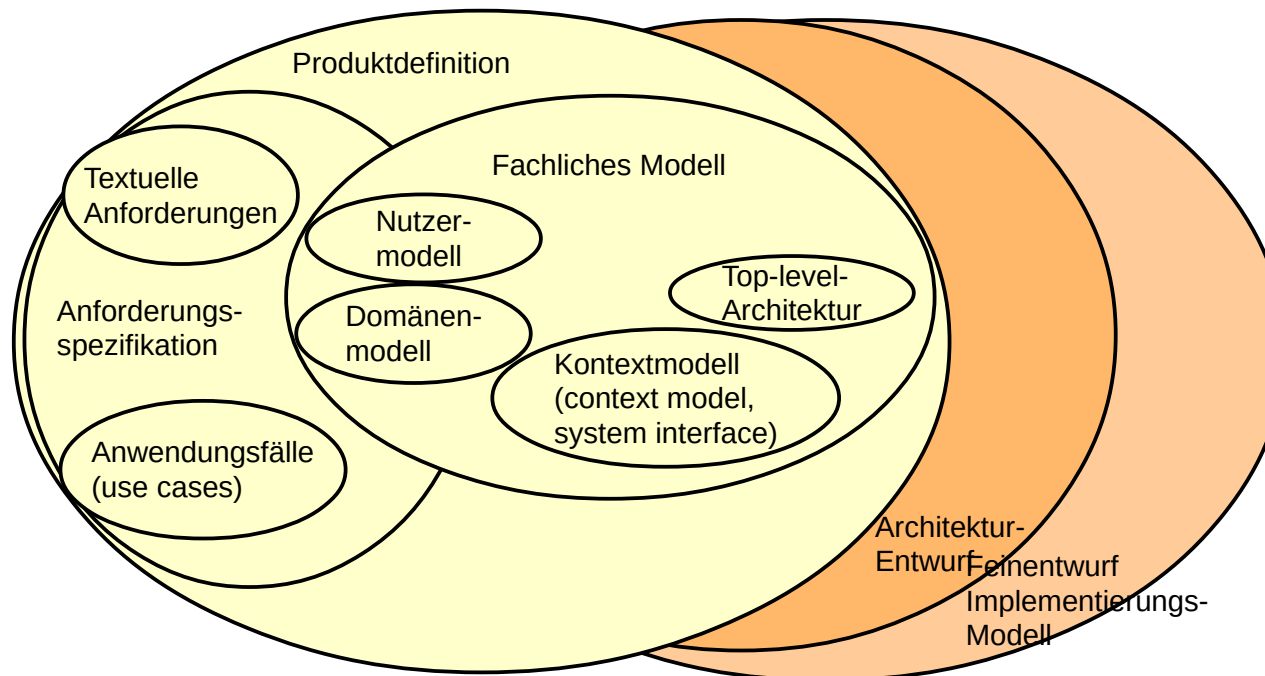 Produktdefinition
Fachliches Modell
Textuelle
Anforderungen
Nutzer-
modell
Top-level-
Architektur
Anforderungs-
spezifikation
Domänen-
modell
Kontextmodell
(context model,
system interface)
Anwendungsfälle
(use cases)
Architektur-
Entwurf
Feinentwurf
Implementierungs-
Modell